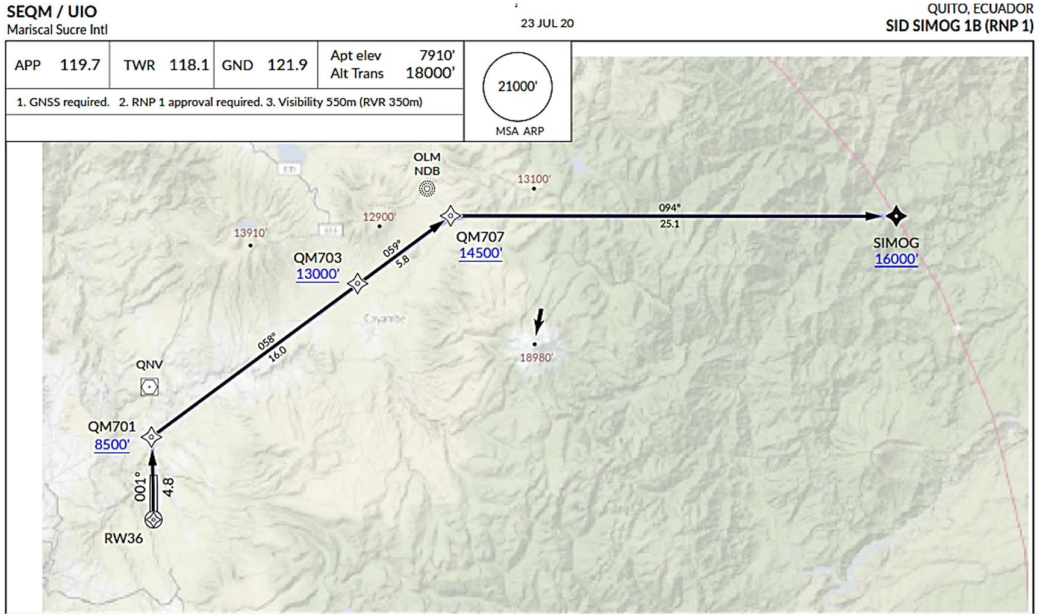 SEQM / UIO
Mariscal Sucre Intl
23 JUL 20
QUITO, ECUADOR
SID SIMOG 1B (RNP 1)
APP 119.7
TWR 118.1
GND 121.9
Apt elev 7910'
Alt Trans 18000'
1. GNSS required. 2. RNP 1 approval required. 3. Visibility 550m (RVR 350m)
21000'
MSA ARP
OLM
NDB
13100'
12900'
13910'
094°
25.1
QM707
14500'
SIMOG
16000'
059°
5.8
QM703
13000'
Cayambe
058°
16.0
18980'
QNV
QM701
8500'
001°
4.8
RW36